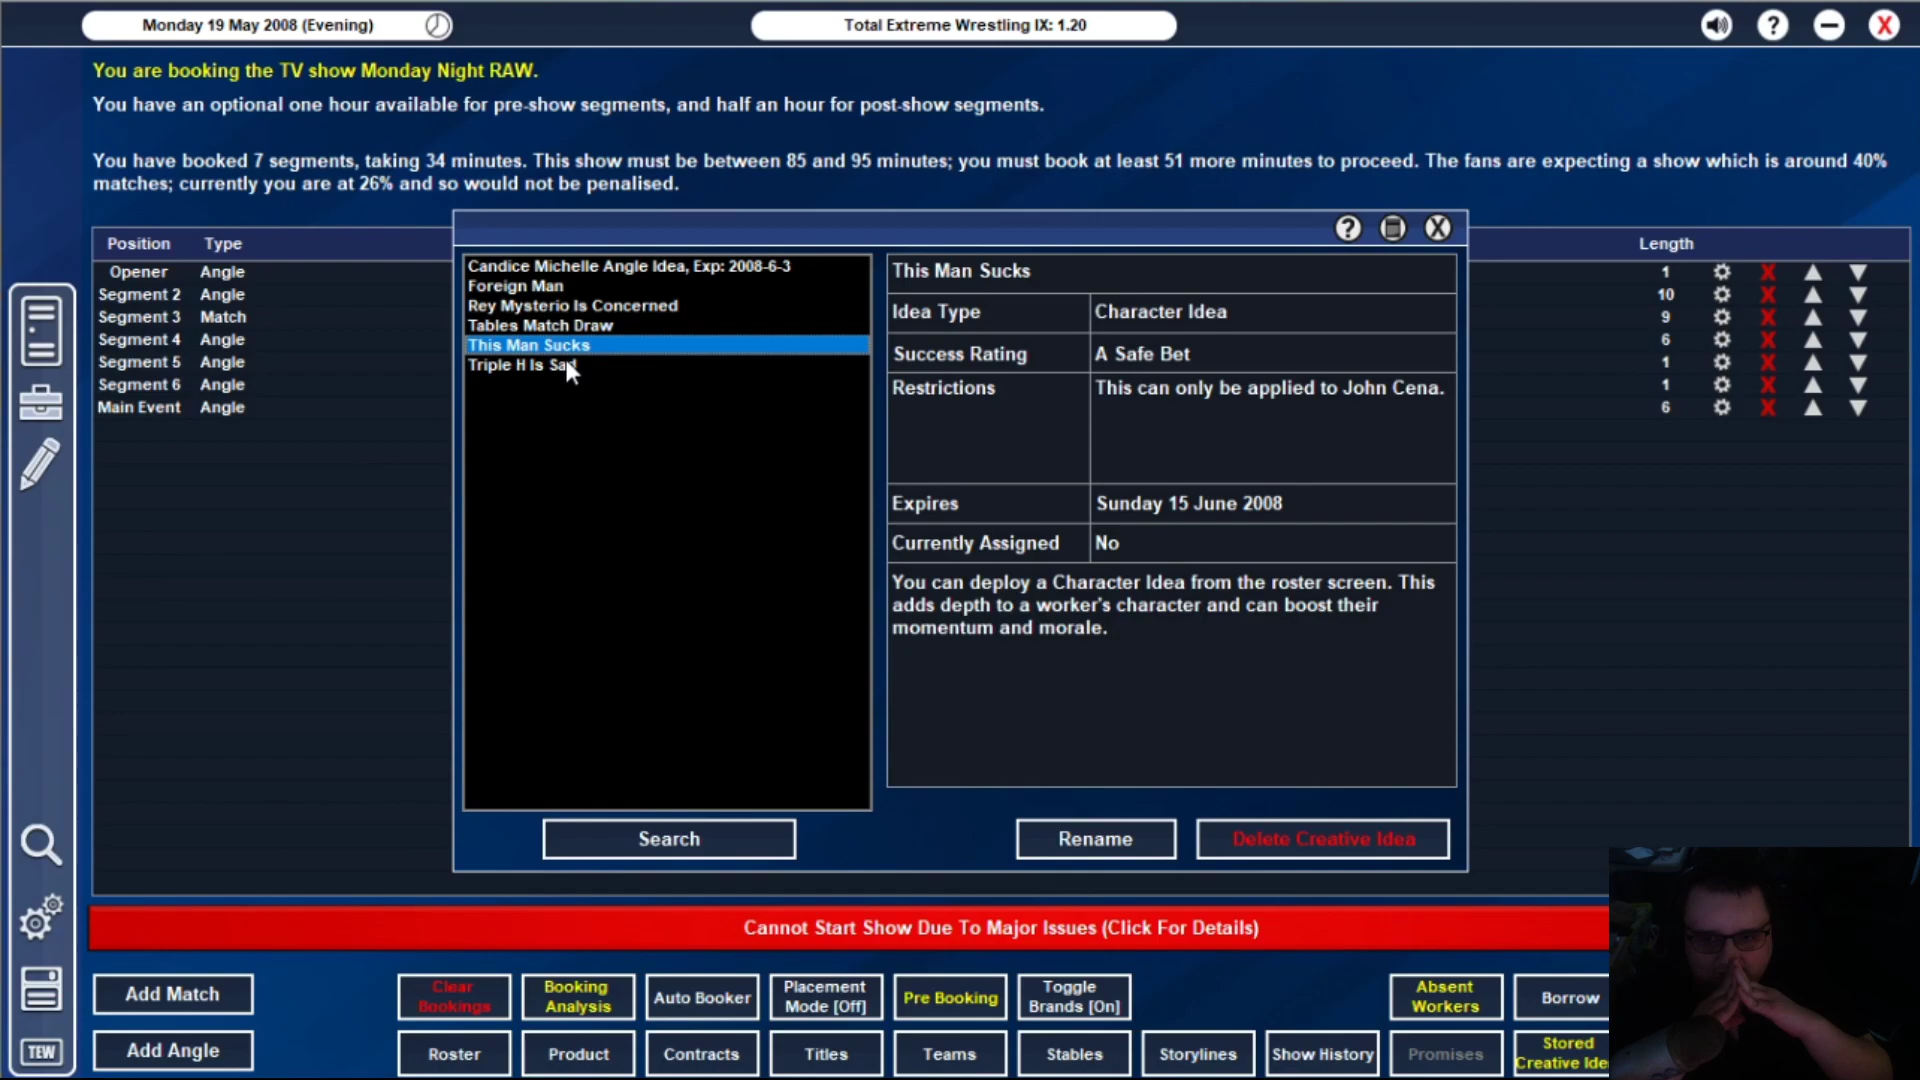 Monday 19 May 2008 (Evening)
Total Extreme Wrestling IX: 1.20
?
X
You are booking the TV show Monday Night RAW.
You have an optional one hour available for pre-show segments, and half an hour for post-show segments.
You have booked 7 segments, taking 34 minutes. This show must be between 85 and 95 minutes; you must book at least 51 more minutes to proceed. The fans are expecting a show which is around 40%
matches; currently you are at 26% and so would not be penalised.
Position Type Length
Opener Angle 1 X
Segment 2 Angle 10 X
Segment 3 Match 9 X
Segment 4 Angle 6 X
Segment 5 Angle 1 X
Segment 6 Angle 1 X
Main Event Angle 6 X
? X
Candice Michelle Angle Idea, Exp: 2008-6-3
Foreign Man
Rey Mysterio Is Concerned
Tables Match Draw
This Man Sucks
Triple H Is
This Man Sucks
Idea Type Character Idea
Success Rating A Safe Bet
Restrictions This can only be applied to John Cena.
Expires Sunday 15 June 2008
Currently Assigned No
You can deploy a Character Idea from the roster screen. This
adds depth to a worker's character and can boost their
momentum and morale.
Search
Rename
Delete Creative Idea
Cannot Start Show Due To Major Issues (Click For Details)
Add Match
Clear
Bookings
Booking
Analysis
Auto Booker
Placement
Mode [Off]
Pre Booking
Toggle
Brands [On]
Absent
Workers
Borrow
TEW
Add Angle
Roster
Product
Contracts
Titles
Teams
Stables
Storylines
Show History
Promises
Stored
Creative Ide